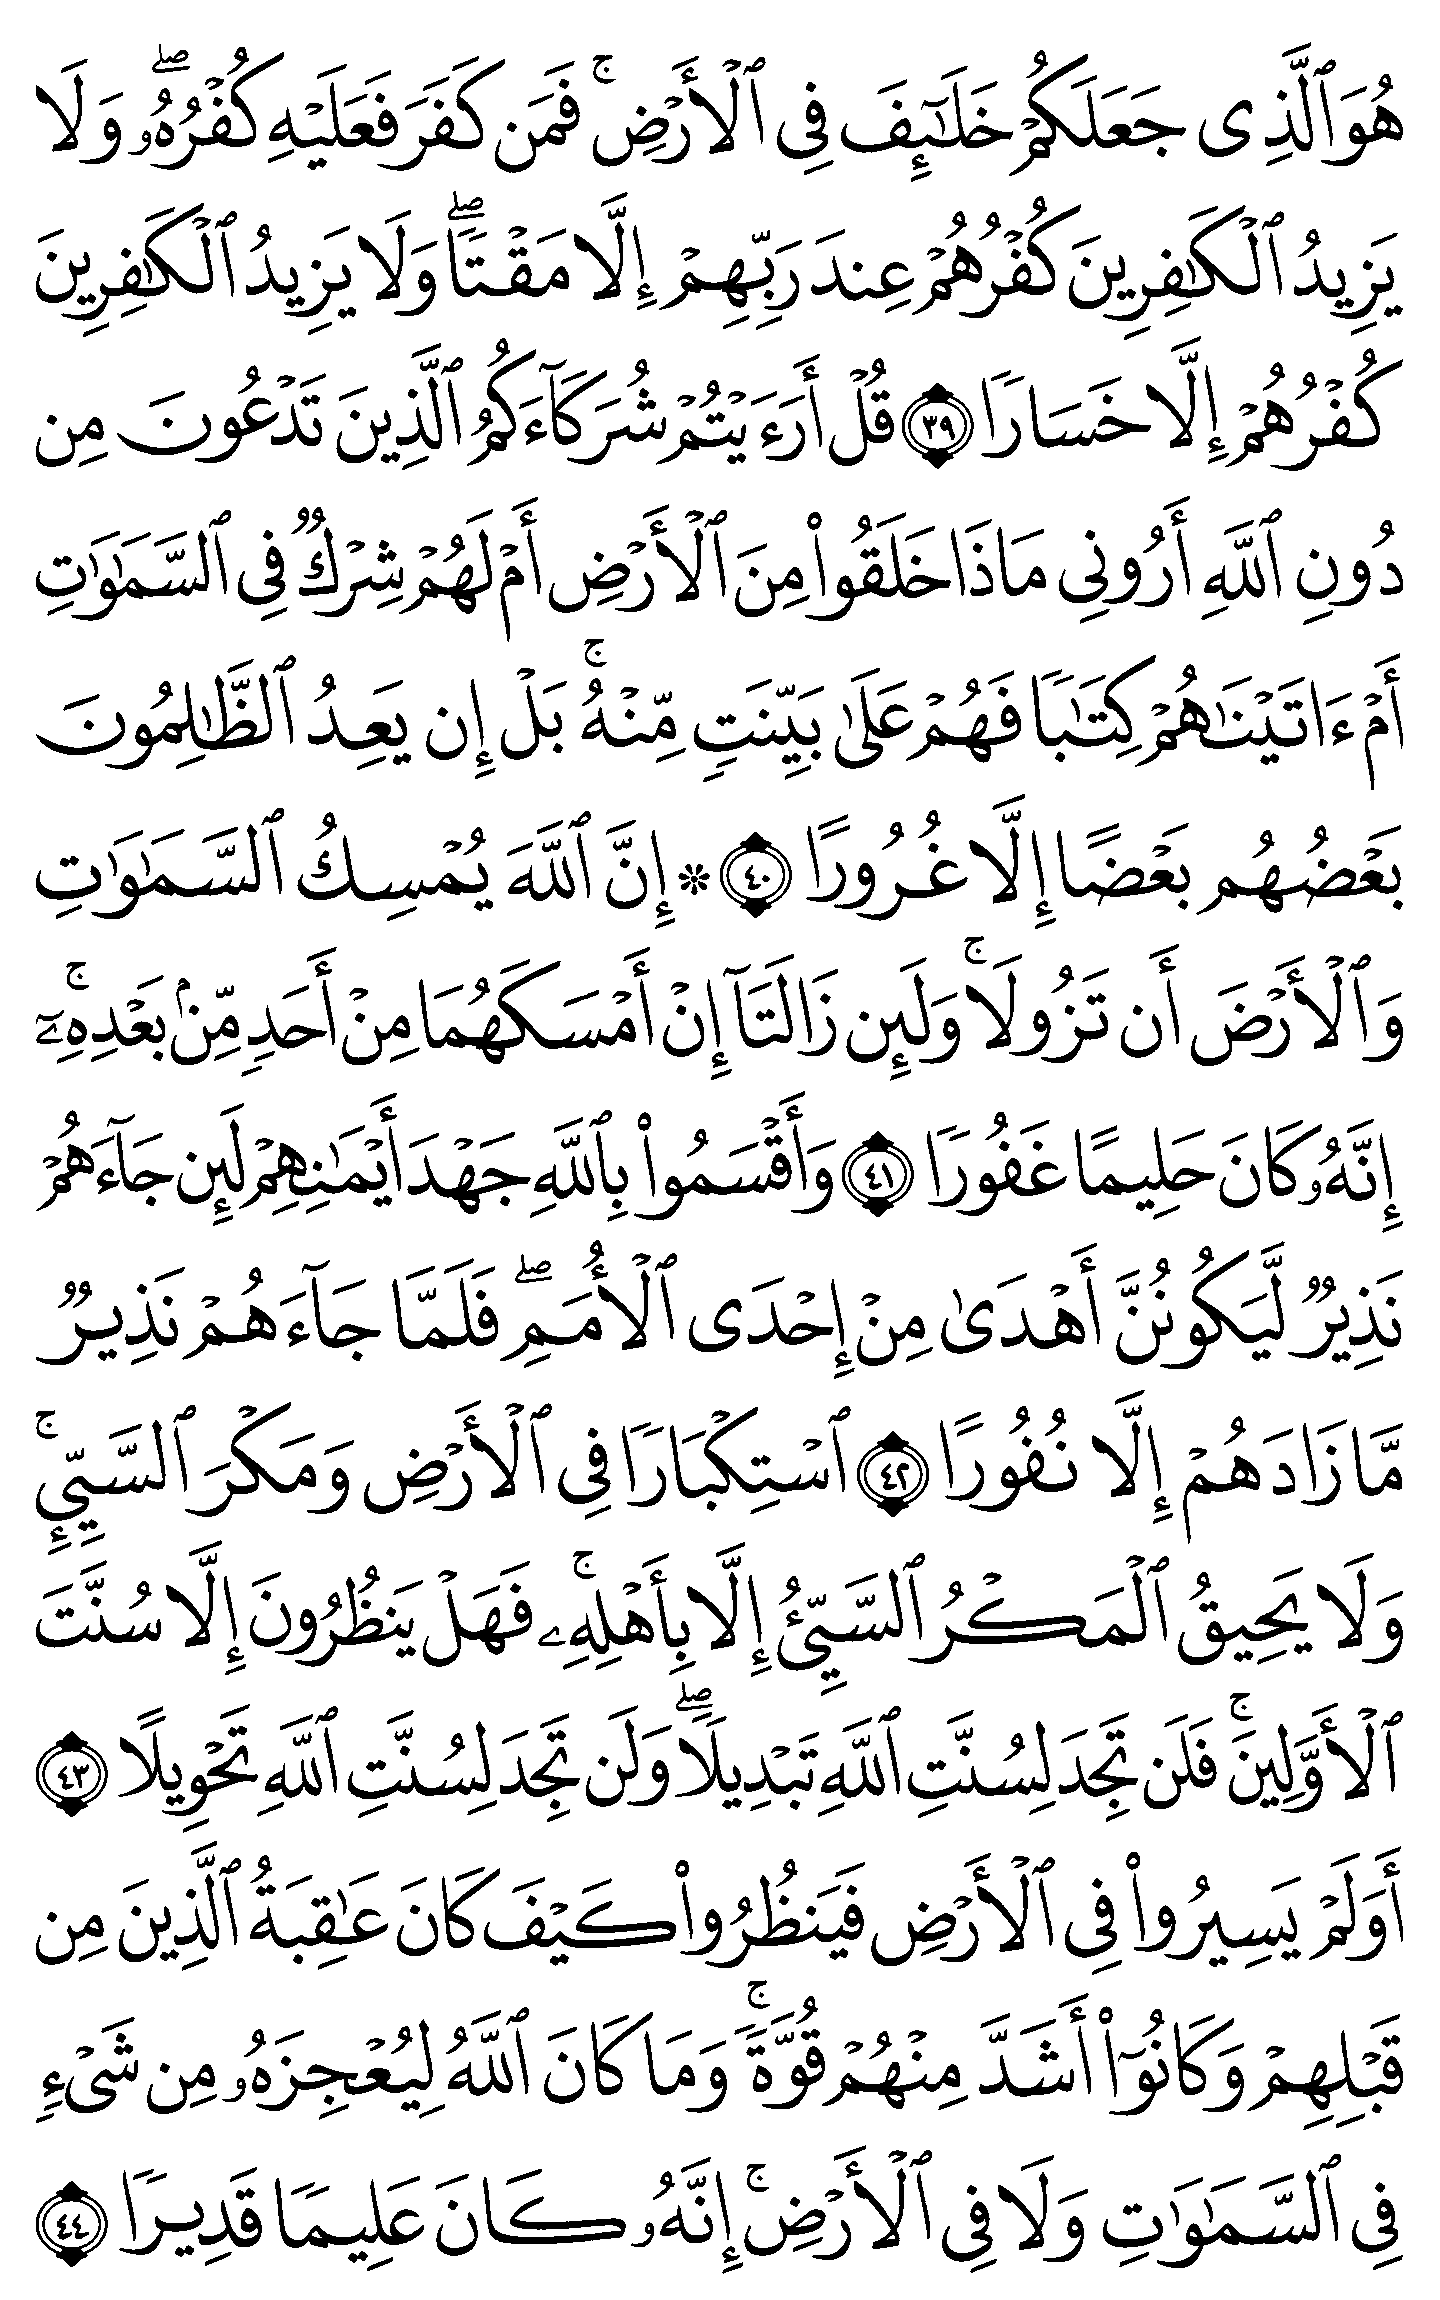 هُوَ ٱلَّذِى جَعَلَكُمْ خَلَـٰٓئِفَ فِى ٱلْأَرْضِ ۚ فَمَن كَفَرَ فَعَلَيْهِ كُفْرُهُۥ ۖ وَلَا
يَزِيدُ ٱلْكَـٰفِرِينَ كُفْرُهُمْ عِندَ رَبِّهِمْ إِلَّا مَقْتًا ۖ وَلَا يَزِيدُ ٱلْكَـٰفِرِينَ
كُفْرُهُمْ إِلَّا خَسَارًا ٣٩ قُلْ أَرَءَيْتُمْ شُرَكَآءَكُمُ ٱلَّذِينَ تَدْعُونَ مِن
دُونِ ٱللَّهِ أَرُونِى مَاذَا خَلَقُوا۟ مِنَ ٱلْأَرْضِ أَمْ لَهُمْ شِرْكٌ فِى ٱلسَّمَـٰوَٰتِ
أَمْ ءَاتَيْنَـٰهُمْ كِتَـٰبًا فَهُمْ عَلَىٰ بَيِّنَتٍ مِّنْهُ ۚ بَلْ إِن يَعِدُ ٱلظَّـٰلِمُونَ
بَعْضُهُم بَعْضًا إِلَّا غُرُورًا ٤٠ ۞ إِنَّ ٱللَّهَ يُمْسِكُ ٱلسَّمَـٰوَٰتِ
وَٱلْأَرْضَ أَن تَزُولَا ۚ وَلَئِن زَالَتَآ إِنْ أَمْسَكَهُمَا مِنْ أَحَدٍ مِّنۢ بَعْدِهِۦٓ ۚ
إِنَّهُۥ كَانَ حَلِيمًا غَفُورًا ٤١ وَأَقْسَمُوا۟ بِٱللَّهِ جَهْدَ أَيْمَـٰنِهِمْ لَئِن جَآءَهُمْ
نَذِيرٌ لَّيَكُونُنَّ أَهْدَىٰ مِنْ إِحْدَى ٱلْأُمَمِ ۖ فَلَمَّا جَآءَهُمْ نَذِيرٌ
مَّا زَادَهُمْ إِلَّا نُفُورًا ٤٢ ٱسْتِكْبَارًا فِى ٱلْأَرْضِ وَمَكْرَ ٱلسَّيِّئِ ۚ
وَلَا يَحِيقُ ٱلْمَكْرُ ٱلسَّيِّئُ إِلَّا بِأَهْلِهِۦ ۚ فَهَلْ يَنظُرُونَ إِلَّا سُنَّتَ
ٱلْأَوَّلِينَ ۚ فَلَن تَجِدَ لِسُنَّتِ ٱللَّهِ تَبْدِيلًا ۖ وَلَن تَجِدَ لِسُنَّتِ ٱللَّهِ تَحْوِيلًا ٤٣
أَوَلَمْ يَسِيرُوا۟ فِى ٱلْأَرْضِ فَيَنظُرُوا۟ كَيْفَ كَانَ عَـٰقِبَةُ ٱلَّذِينَ مِن
قَبْلِهِمْ وَكَانُوٓا۟ أَشَدَّ مِنْهُمْ قُوَّةً ۚ وَمَا كَانَ ٱللَّهُ لِيُعْجِزَهُۥ مِن شَىْءٍ
فِى ٱلسَّمَـٰوَٰتِ وَلَا فِى ٱلْأَرْضِ ۚ إِنَّهُۥ كَانَ عَلِيمًا قَدِيرًا ٤٤